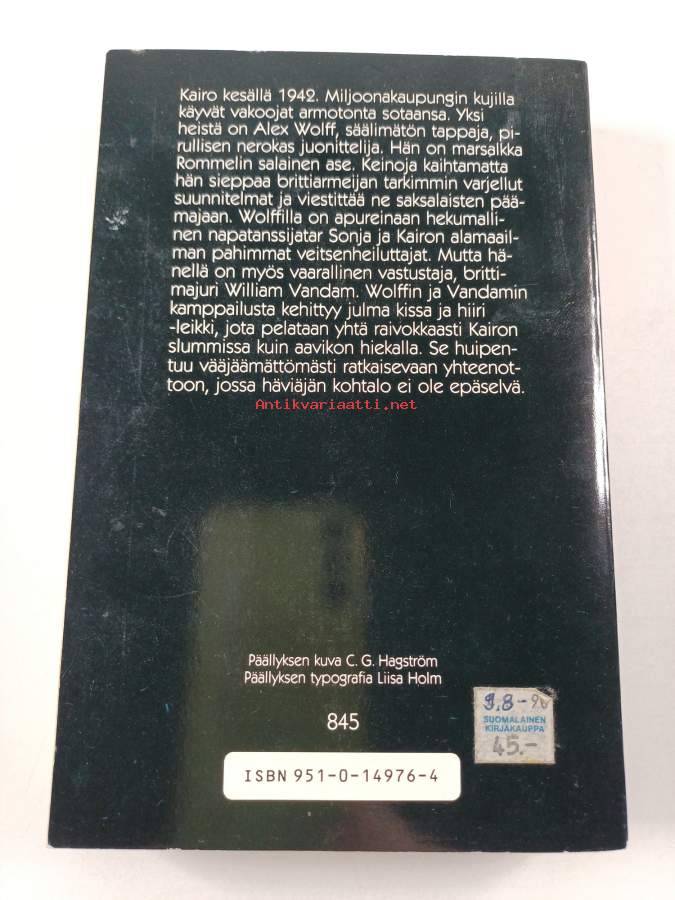 Kairo kesällä 1942. Miljoonakaupungin kujilla
käyvät vakoojat armotonta sotaansa. Yksi
heistä on Alex Wolff, säälimätön tappaja, pi-
rullisen nerokas juonittelija. Hän on marsalkka
Rommelin salainen ase. Keinoja kaihtamatta
hän sieppaa brittiarmeijan tarkimmin varjellut
suunnitelmat ja viestittää ne saksalaisten pää-
majaan. Wolffilla on apureinaan hekumalli-
nen napatanssijatar Sonja ja Kairon alamaail-
man pahimmat veitsenheiluttajat. Mutta hä-
nellä on myös vaarallinen vastustaja, britti-
majuri William Vandam. Wolffin ja Vandamin
kamppailusta kehittyy julma kissa ja hiiri
-leikki, jota pelataan yhtä raivokkaasti Kairon
slummissa kuin aavikon hiekalla. Se huipen-
tuu vääjäämättömästi ratkaisevaan yhteenot-
toon, jossa häviäjän kohtalo ei ole epäselvä.
Antikvariaatti.net
Päällyksen kuva C. G. Hagström
Päällyksen typografia Liisa Holm
845
9.8-90
SUOMALAINEN
KIRJAKAUPPA
45.-
ISBN 951-0-14976-4